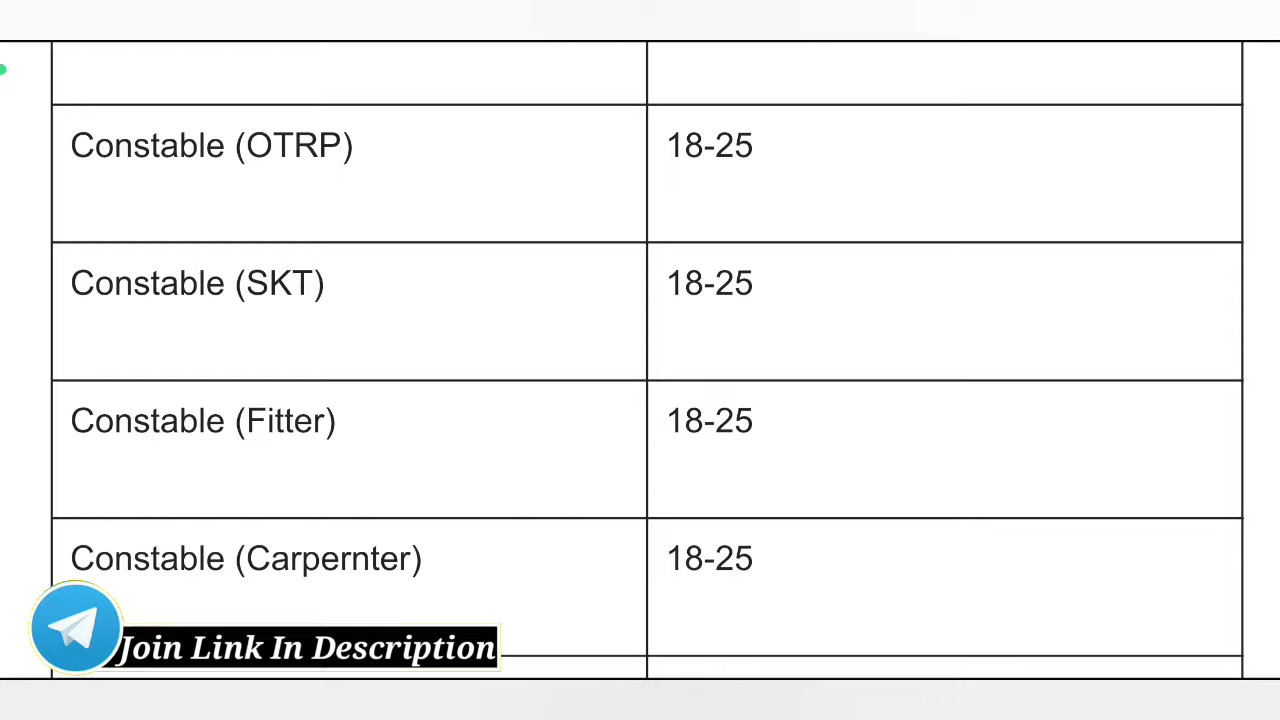 Constable (OTRP) 18-25
Constable (SKT) 18-25
Constable (Fitter) 18-25
Constable (Carpernter) 18-25
Join Link In Description